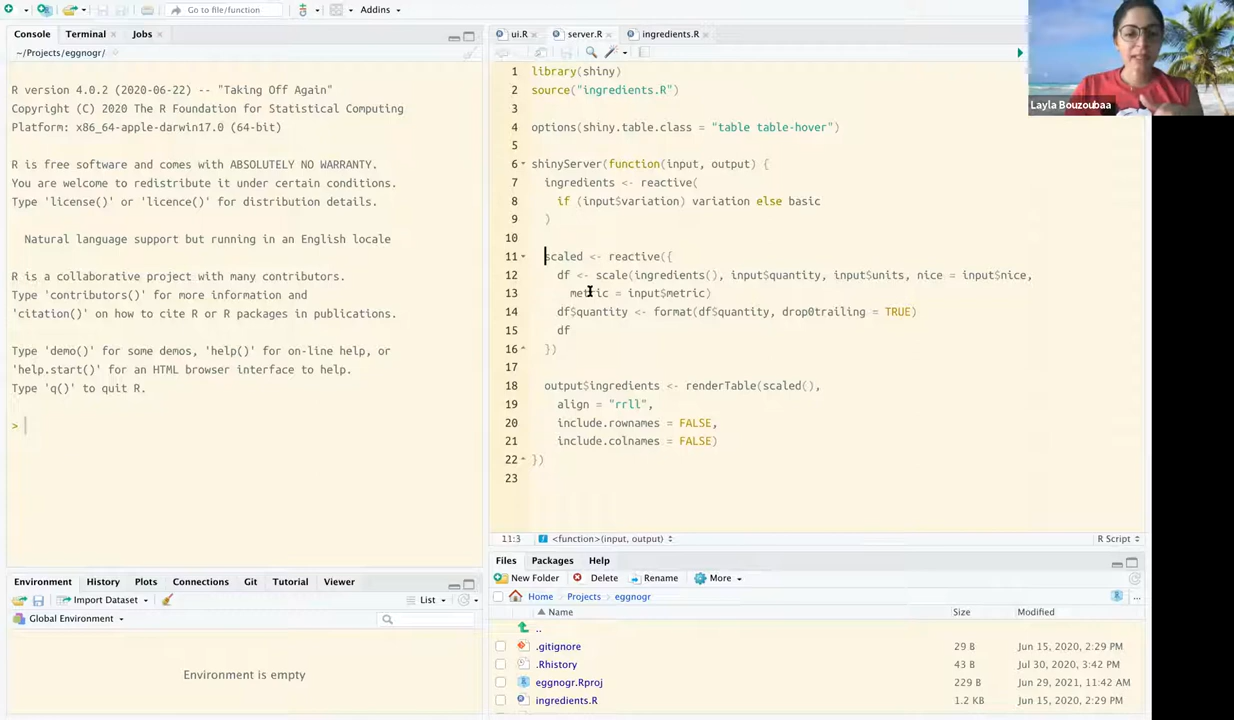 Go to file/function
Addins
Console
Terminal
Jobs
~/Projects/eggnogr/
R version 4.0.2 (2020-06-22) -- "Taking Off Again"
Copyright (C) 2020 The R Foundation for Statistical Computing
Platform: x86_64-apple-darwin17.0 (64-bit)
R is free software and comes with ABSOLUTELY NO WARRANTY.
You are welcome to redistribute it under certain conditions.
Type 'license()' or 'licence()' for distribution details.
Natural language support but running in an English locale
R is a collaborative project with many contributors.
Type 'contributors()' for more information and
'citation()' on how to cite R or R packages in publications.
Type 'demo()' for some demos, 'help()' for on-line help, or
'help.start()' for an HTML browser interface to help.
Type 'q()' to quit R.
>
Environment
History
Plots
Connections
Git
Tutorial
Viewer
Import Dataset
List
Global Environment
Environment is empty
ui.R
server.R
ingredients.R
1 library(shiny)
2 source("ingredients.R")
3
4 options(shiny.table.class = "table table-hover")
5
6 shinyServer(function(input, output) {
7 ingredients <- reactive(
8 if (input$variation) variation else basic
9 )
10
11 scaled <- reactive({
12 df <- scale(ingredients(), input$quantity, input$units, nice = input$nice,
13 metric = input$metric)
14 df$quantity <- format(df$quantity, drop0trailing = TRUE)
15 df
16 })
17
18 output$ingredients <- renderTable(scaled(),
19 align = "rrll",
20 include.rownames = FALSE,
21 include.colnames = FALSE)
22 })
23
11:3
<function>(input, output)
R Script
Layla Bouzoubaa
Files
Packages
Help
New Folder
Delete
Rename
More
Home
Projects
eggnogr
...
Name
Size
Modified
..
.gitignore
29 B
Jun 15, 2020, 2:29 PM
.Rhistory
43 B
Jul 30, 2020, 3:42 PM
eggnogr.Rproj
229 B
Jun 29, 2021, 11:42 AM
ingredients.R
1.2 KB
Jun 15, 2020, 2:29 PM